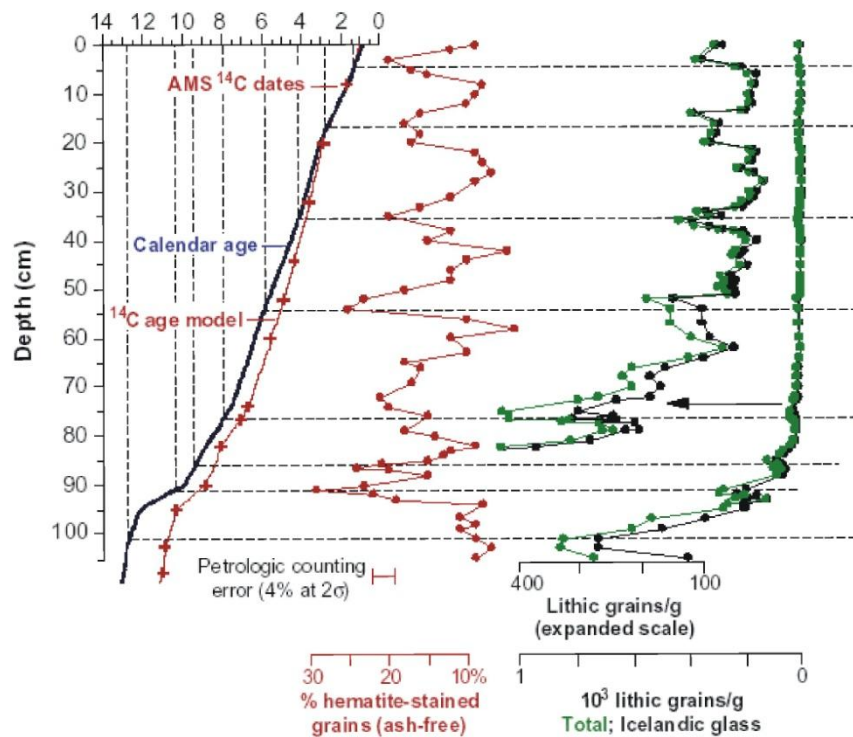 14 12 10 8 6 4 2 0
0
10
20
30
40
50
60
70
80
90
100
Depth (cm)
AMS ¹⁴C dates
Calendar age
¹⁴C age model
Petrologic counting
error (4% at 2σ)
400 100
Lithic grains/g
(expanded scale)
30 20 10%
% hematite-stained
grains (ash-free)
1 0
10³ lithic grains/g
Total; Icelandic glass